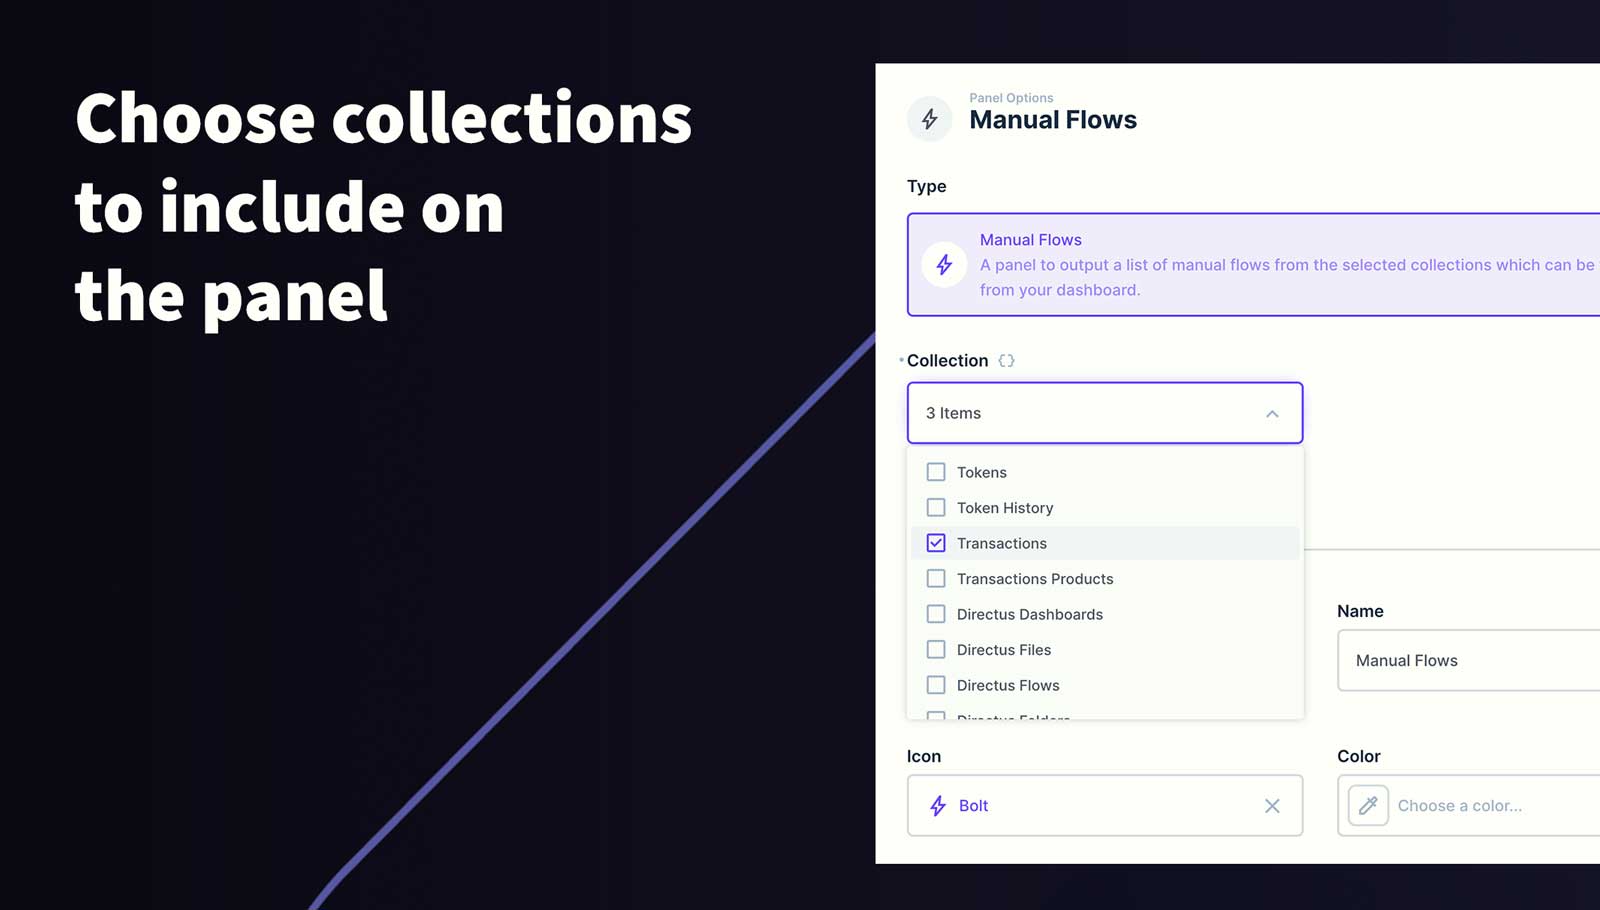 Choose collections
to include on
the panel
Panel Options
Manual Flows
Type
Manual Flows
A panel to output a list of manual flows from the selected collections which can be
from your dashboard.
Collection {}
3 Items
Tokens
Token History
Transactions
Transactions Products
Directus Dashboards
Directus Files
Directus Flows
Directus Folders
Name
Manual Flows
Icon
Bolt
Color
Choose a color...